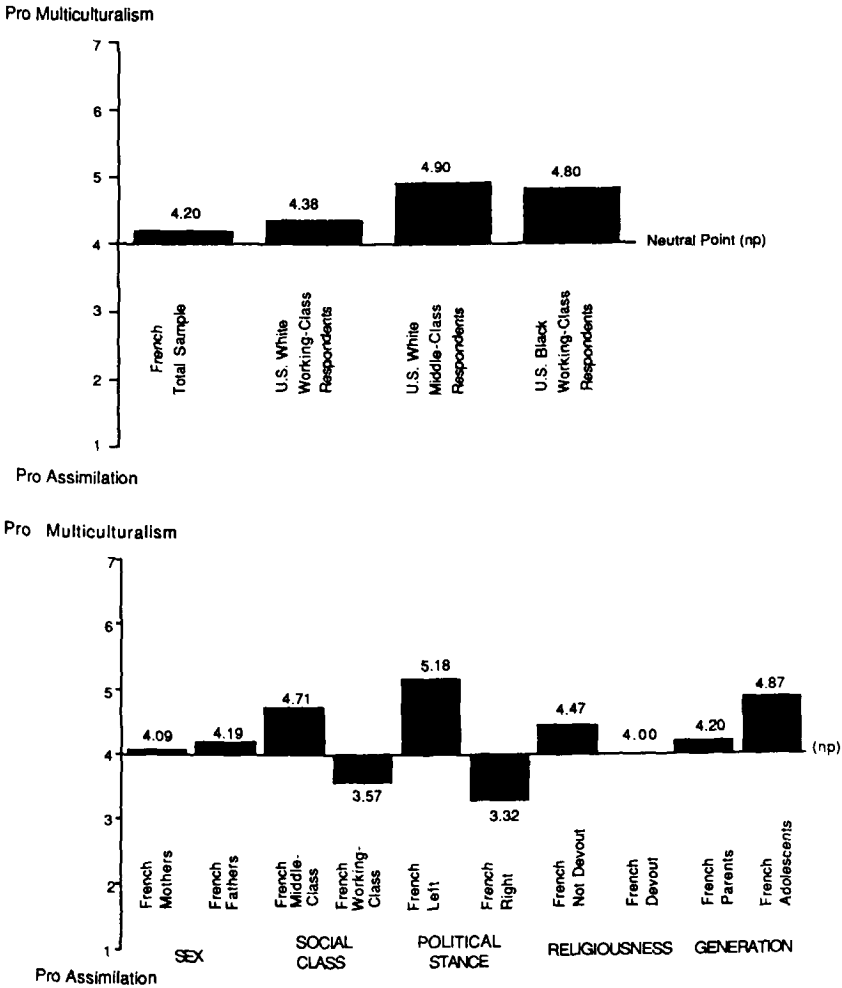 Pro Multiculturalism
7
6
5
4
3
2
1
4.20
4.38
4.90
4.80
Neutral Point (np)
French
Total Sample
U.S. White
Working-Class
Respondents
U.S. White
Middle-Class
Respondents
U.S. Black
Working-Class
Respondents
Pro Assimilation
Pro Multiculturalism
7
6
5
4
3
2
1
4.09
4.19
4.71
3.57
5.18
3.32
4.47
4.00
4.20
4.87
(np)
French
Mothers
French
Fathers
French
Middle-
Class
French
Working-
Class
French
Left
French
Right
French
Not Devout
French
Devout
French
Parents
French
Adolescents
SEX
SOCIAL
CLASS
POLITICAL
STANCE
RELIGIOUSNESS
GENERATION
Pro Assimilation